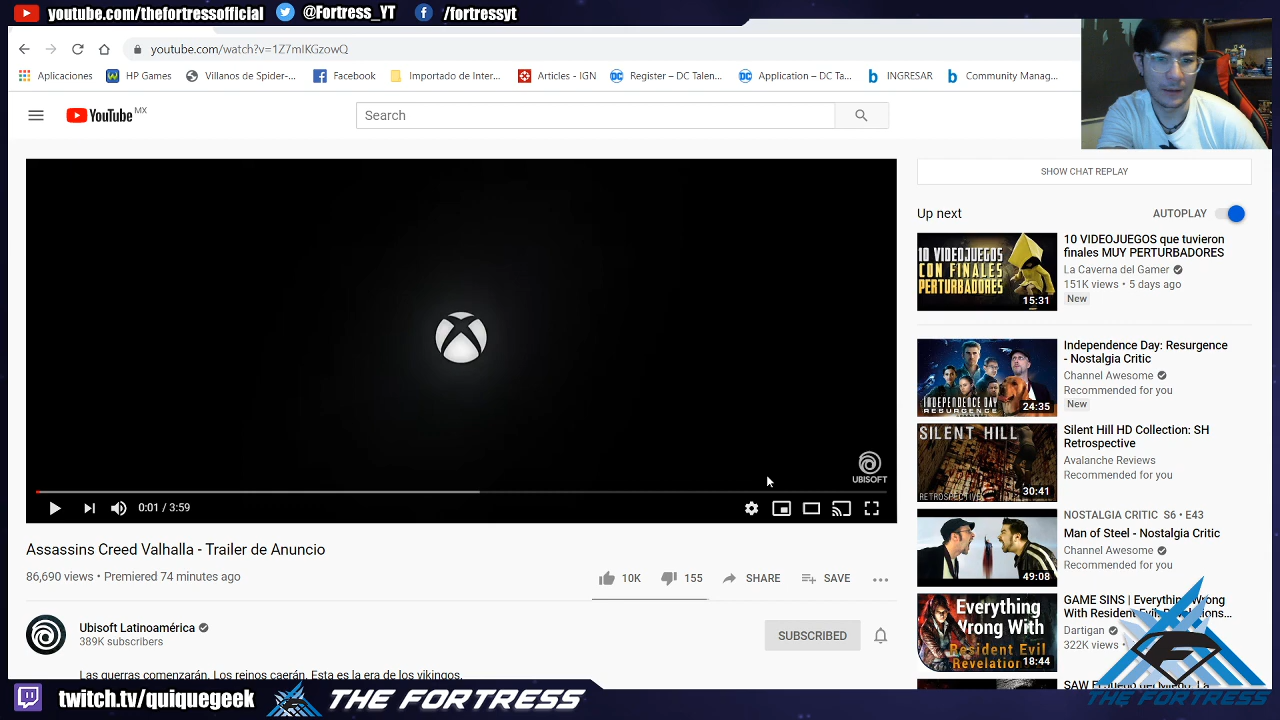 youtube.com/thefortressofficial @Fortress_YT /fortressyt
youtube.com/watch?v=1Z7mIKGzowQ
Aplicaciones HP Games Villanos de Spider-... Facebook Importado de Inter... Articles - IGN Register – DC Talen... Application – DC Ta... INGRESAR Community Manag...
YouTube MX
Search
SHOW CHAT REPLAY
Up next AUTOPLAY
10 VIDEOJUEGOS
CON FINALES
PERTURBADORES
15:31
10 VIDEOJUEGOS que tuvieron
finales MUY PERTURBADORES
La Caverna del Gamer
151K views • 5 days ago
New
INDEPENDENCE DAY:
RESURGENCE
24:35
Independence Day: Resurgence
- Nostalgia Critic
Channel Awesome
Recommended for you
New
SILENT HILL
RETROSPECTIVE
30:41
Silent Hill HD Collection: SH
Retrospective
Avalanche Reviews
Recommended for you
49:08
NOSTALGIA CRITIC S6 • E43
Man of Steel - Nostalgia Critic
Channel Awesome
Recommended for you
Everything
Wrong With
Resident Evil
Revelation
18:44
GAME SINS | Everything Wrong
With Resident Evil Revelations...
Dartigan
322K views
UBISOFT
0:01 / 3:59
Assassins Creed Valhalla - Trailer de Anuncio
86,690 views • Premiered 74 minutes ago
10K 155 SHARE SAVE
Ubisoft Latinoamérica
389K subscribers
SUBSCRIBED
Las guerras comenzarán. Los reinos caerán. Esta es la era de los vikingos.
twitch.tv/quiquegeek THE FORTRESS
THE FORTRESS